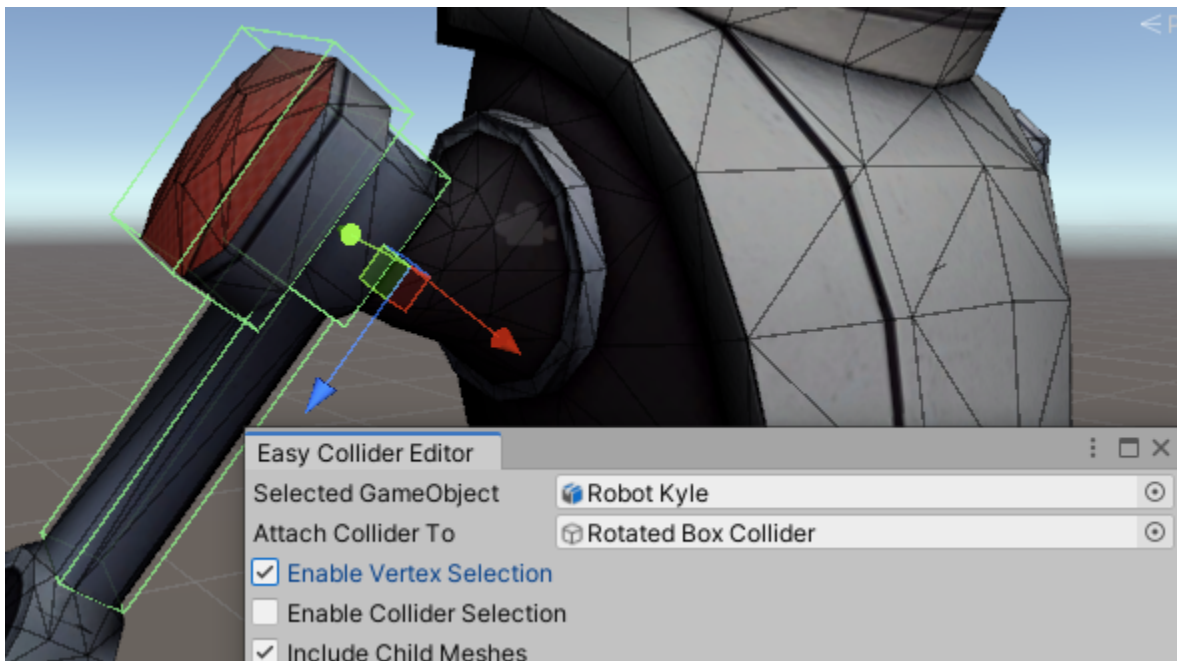 Easy Collider Editor
Selected GameObject Robot Kyle
Attach Collider To Rotated Box Collider
Enable Vertex Selection
Enable Collider Selection
Include Child Meshes